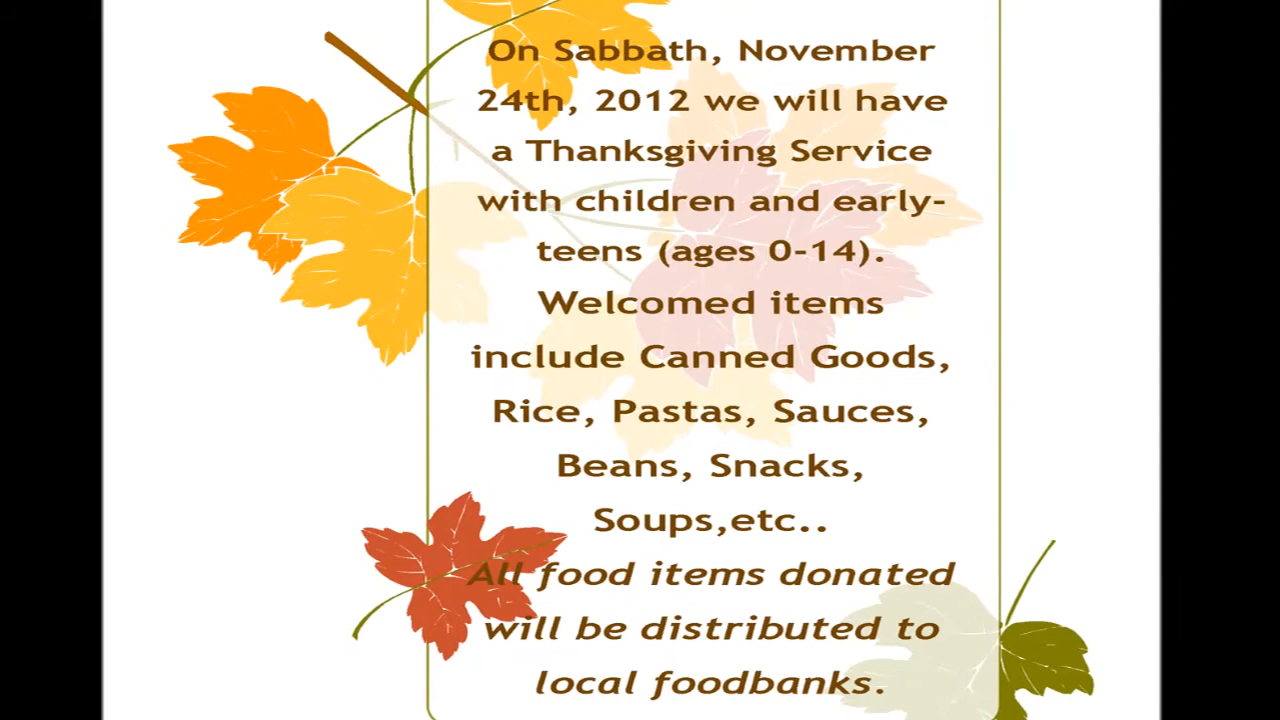 On Sabbath, November
24th, 2012 we will have
a Thanksgiving Service
with children and early-
teens (ages 0-14).
Welcomed items
include Canned Goods,
Rice, Pastas, Sauces,
Beans, Snacks,
Soups,etc..
All food items donated
will be distributed to
local foodbanks.